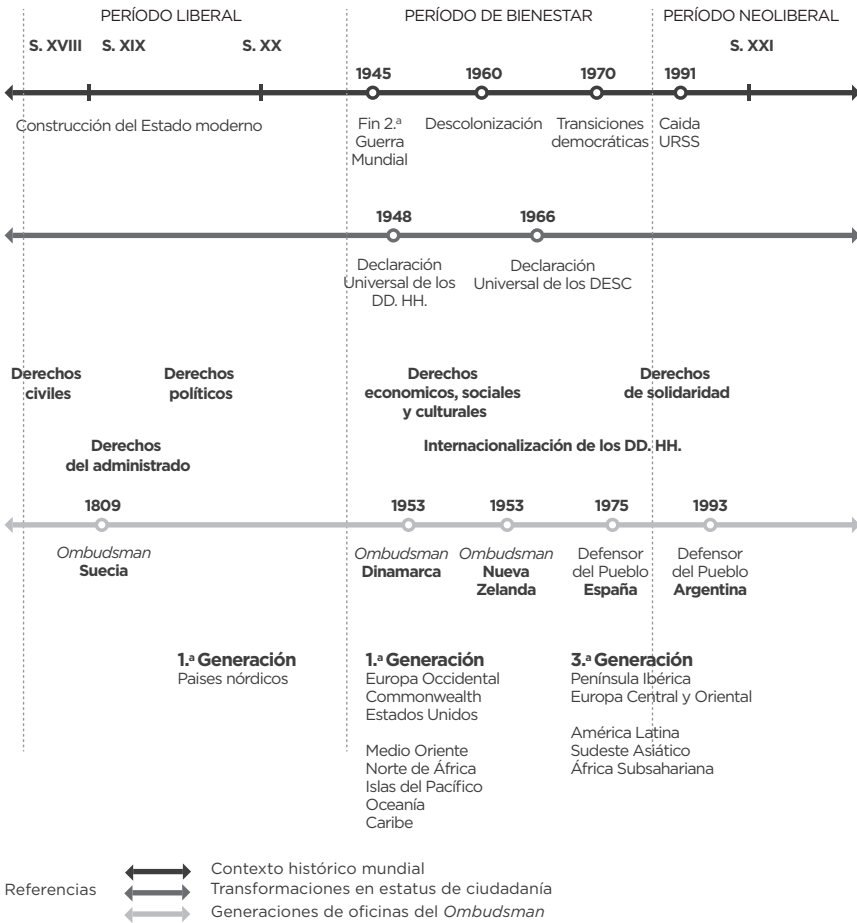 PERÍODO LIBERAL
PERÍODO DE BIENESTAR
PERÍODO NEOLIBERAL
S. XVIII
S. XIX
S. XX
S. XXI
1945
1960
1970
1991
Construcción del Estado moderno
Fin 2.ª
Guerra
Mundial
Descolonización
Transiciones
democráticas
Caida
URSS
1948
1966
Declaración
Universal de los
DD. HH.
Declaración
Universal de los DESC
Derechos
civiles
Derechos
políticos
Derechos
economicos, sociales
y culturales
Derechos
de solidaridad
Derechos
del administrado
Internacionalización de los DD. HH.
1809
1953
1953
1975
1993
Ombudsman
Suecia
Ombudsman
Dinamarca
Ombudsman
Nueva
Zelanda
Defensor
del Pueblo
España
Defensor
del Pueblo
Argentina
1.ª Generación
Paises nórdicos
1.ª Generación
Europa Occidental
Commonwealth
Estados Unidos
Medio Oriente
Norte de África
Islas del Pacífico
Oceanía
Caribe
3.ª Generación
Península Ibérica
Europa Central y Oriental
América Latina
Sudeste Asiático
África Subsahariana
Referencias
Contexto histórico mundial
Transformaciones en estatus de ciudadanía
Generaciones de oficinas del Ombudsman